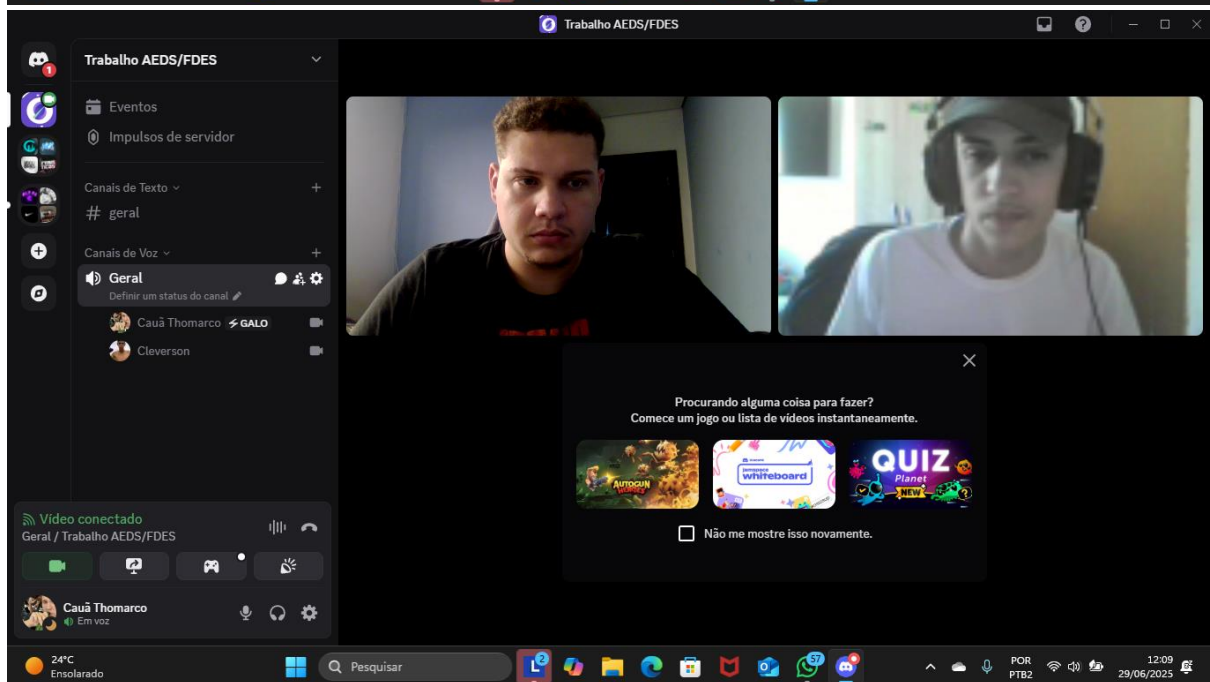 Trabalho AEDS/FDES
1
Trabalho AEDS/FDES
Eventos
Impulsos de servidor
Canais de Texto
geral
Canais de Voz
Geral
Definir um status do canal
Cauã Thomarco GALO
Cleverson
Procurando alguma coisa para fazer?
Comece um jogo ou lista de vídeos instantaneamente.
AUTOGUN HEROES
jamspace
whiteboard
QUIZ
Planet
NEW
Não me mostre isso novamente.
Vídeo conectado
Geral / Trabalho AEDS/FDES
Cauã Thomarco
Em voz
24°C
Ensolarado
Pesquisar
L 2
57
POR
PTB2
12:09
29/06/2025